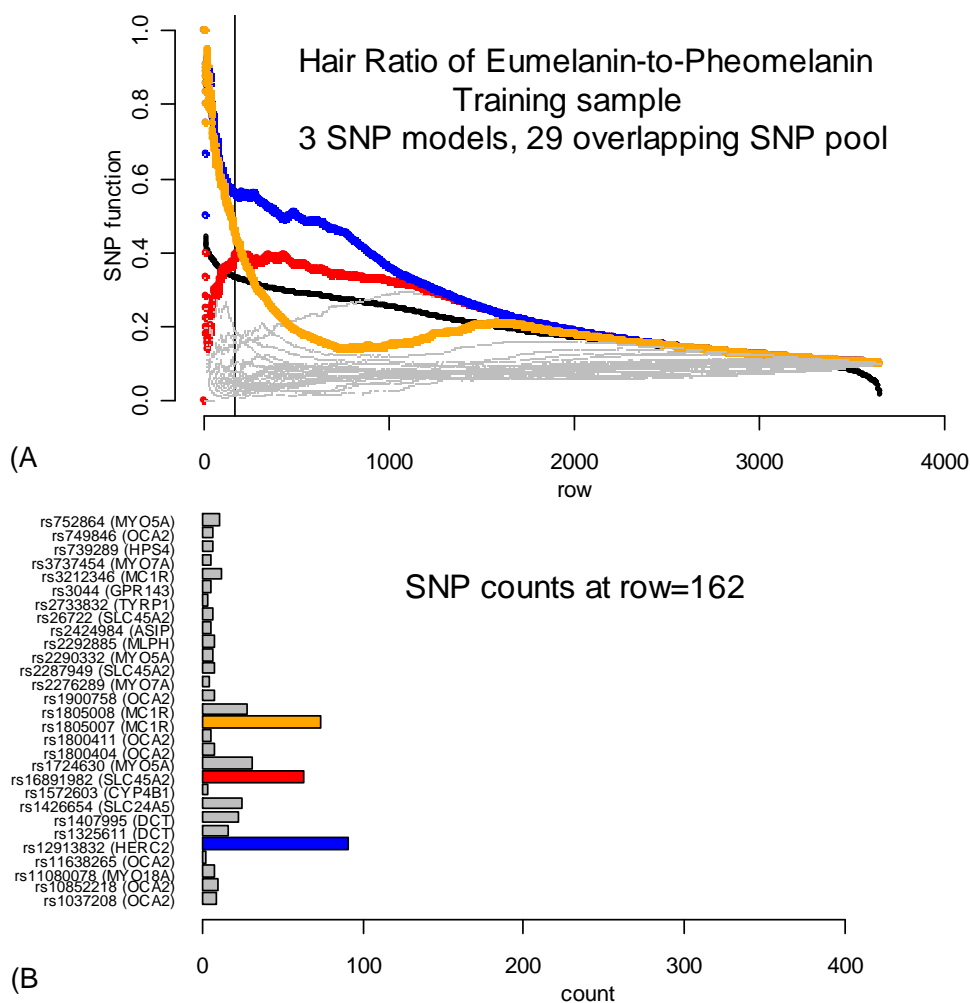 Hair Ratio of Eumelanin-to-Pheomelanin
Training sample
3 SNP models, 29 overlapping SNP pool
SNP function
1.0
0.8
0.6
0.4
0.2
0.0
0 1000 2000 3000 4000
row
(A
rs752864 (MYO5A)
rs749846 (OCA2)
rs739289 (HPS4)
rs3737454 (MYO7A)
rs3212346 (MC1R)
rs3044 (GPR143)
rs2733832 (TYRP1)
rs26722 (SLC45A2)
rs2424984 (ASIP)
rs2292885 (MLPH)
rs2290332 (MYO5A)
rs2287949 (SLC45A2)
rs2276289 (MYO7A)
rs1900758 (OCA2)
rs1805008 (MC1R)
rs1805007 (MC1R)
rs1800411 (OCA2)
rs1800404 (OCA2)
rs1724630 (MYO5A)
rs16891982 (SLC45A2)
rs1572603 (CYP4B1)
rs1426654 (SLC24A5)
rs1407995 (DCT)
rs1325611 (DCT)
rs12913832 (HERC2)
rs11638265 (OCA2)
rs11080078 (MYO18A)
rs10852218 (OCA2)
rs1037208 (OCA2)
SNP counts at row=162
0 100 200 300 400
count
(B